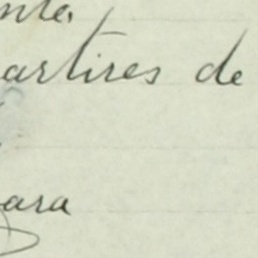 nte.
artires de
ara